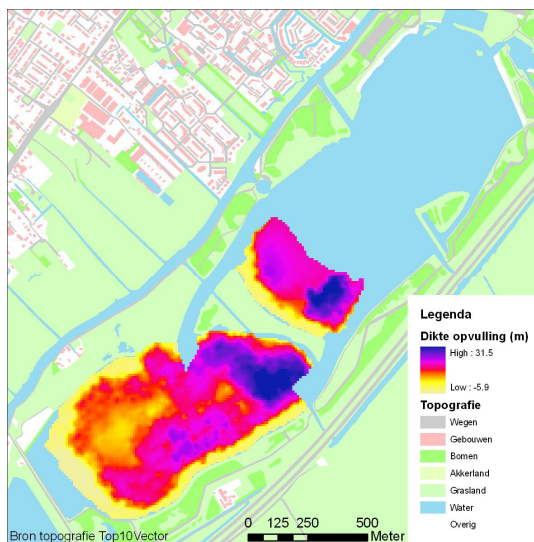 Legenda
Dikte opvulling (m)
High : 31.5
Low : -5.9
Topografie
Wegen
Gebouwen
Bomen
Akkerland
Grasland
Water
Overig
0 125 250 500
Meter
Bron topografie Top10Vector